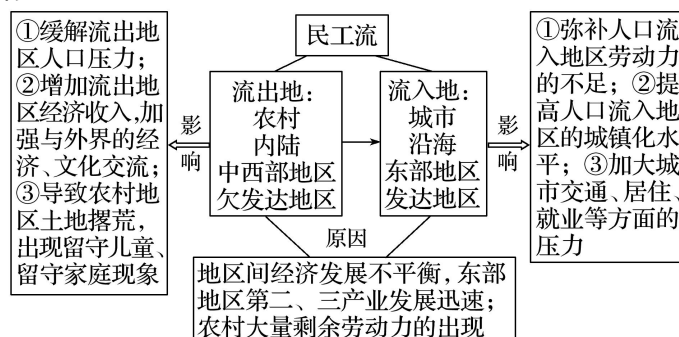 民工流
①缓解流出地
区人口压力；
②增加流出地
区经济收入,加
强与外界的经
济、文化交流；
③导致农村地
区土地撂荒,
出现留守儿童、
留守家庭现象
影
响
流出地：
农村
内陆
中西部地区
欠发达地区
流入地：
城市
沿海
东部地区
发达地区
影
响
①弥补人口流
入地区劳动力
的不足；②提
高人口流入地
区的城镇化水
平；③加大城
市交通、居住、
就业等方面的
压力
原因
地区间经济发展不平衡,东部
地区第二、三产业发展迅速；
农村大量剩余劳动力的出现